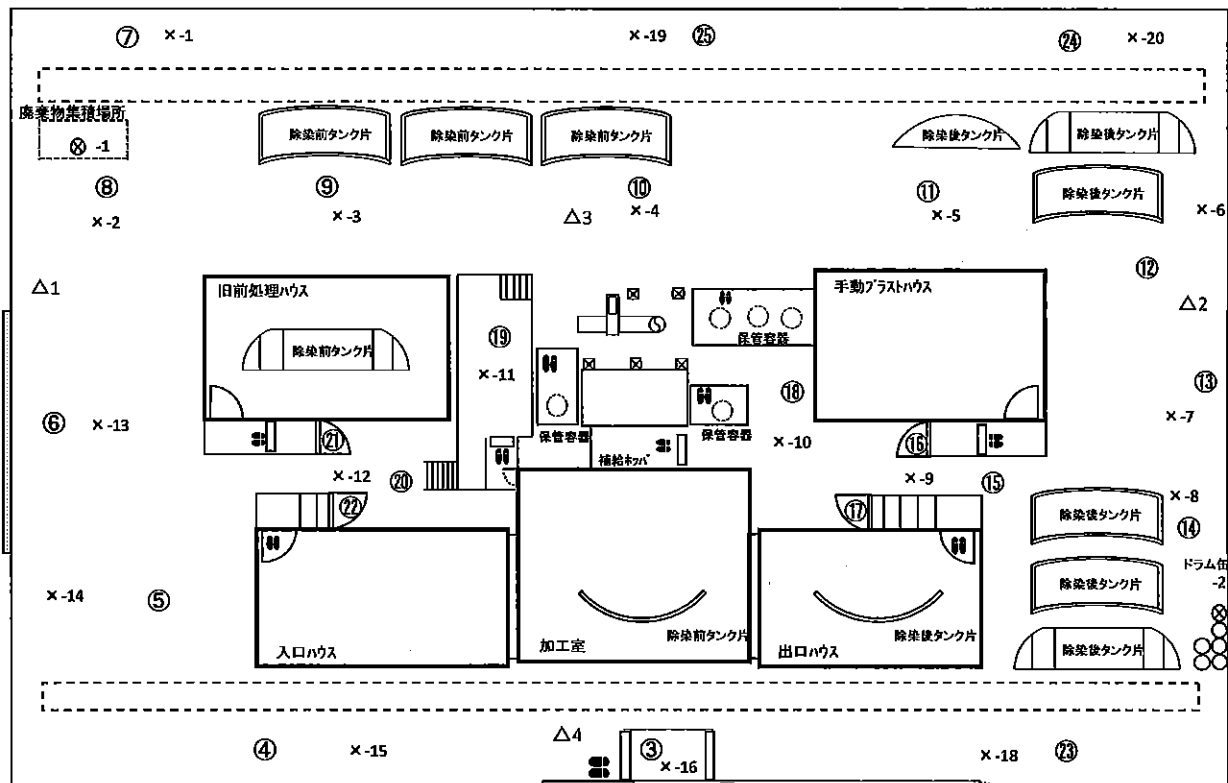 ⑦ ×-1 ×-19 ㉕ ㉔ ×-20
廃棄物集積場所
⊗ -1
除染前タンク片 除染前タンク片 除染前タンク片 除染後タンク片 除染後タンク片
⑧ ⑨ ⑩ ⑪ 除染後タンク片
×-2 ×-3 △3 ×-4 ×-5 ×-6
⑫
△1 旧前処理ハウス 手動ブラストハウス △2
⑲ 保管容器
除染前タンク片
×-11 ⑱ ⑬
⑥ ×-13 ×-7
㉑ 保管容器 保管容器 ×-10 ⑯
補給ホッパ
×-12 ⑳ ×-9 ⑮
㉒ ⑰ ×-8
除染後タンク片 ⑭
ドラム缶
-2
×-14 ⑤ 除染後タンク片
除染前タンク片 除染後タンク片
入口ハウス 加工室 出口ハウス 除染後タンク片
④ ×-15 △4 ③ ×-16 ×-18 ㉓